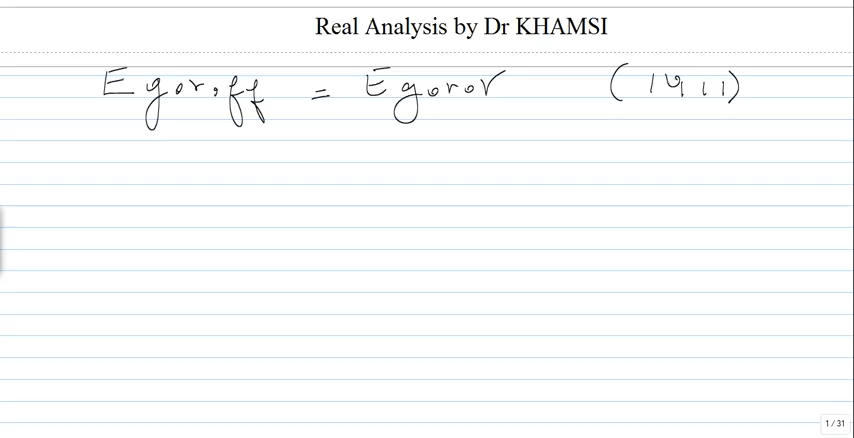 Real Analysis by Dr KHAMSI
Egoroff = Egorov (1911)
1 / 31